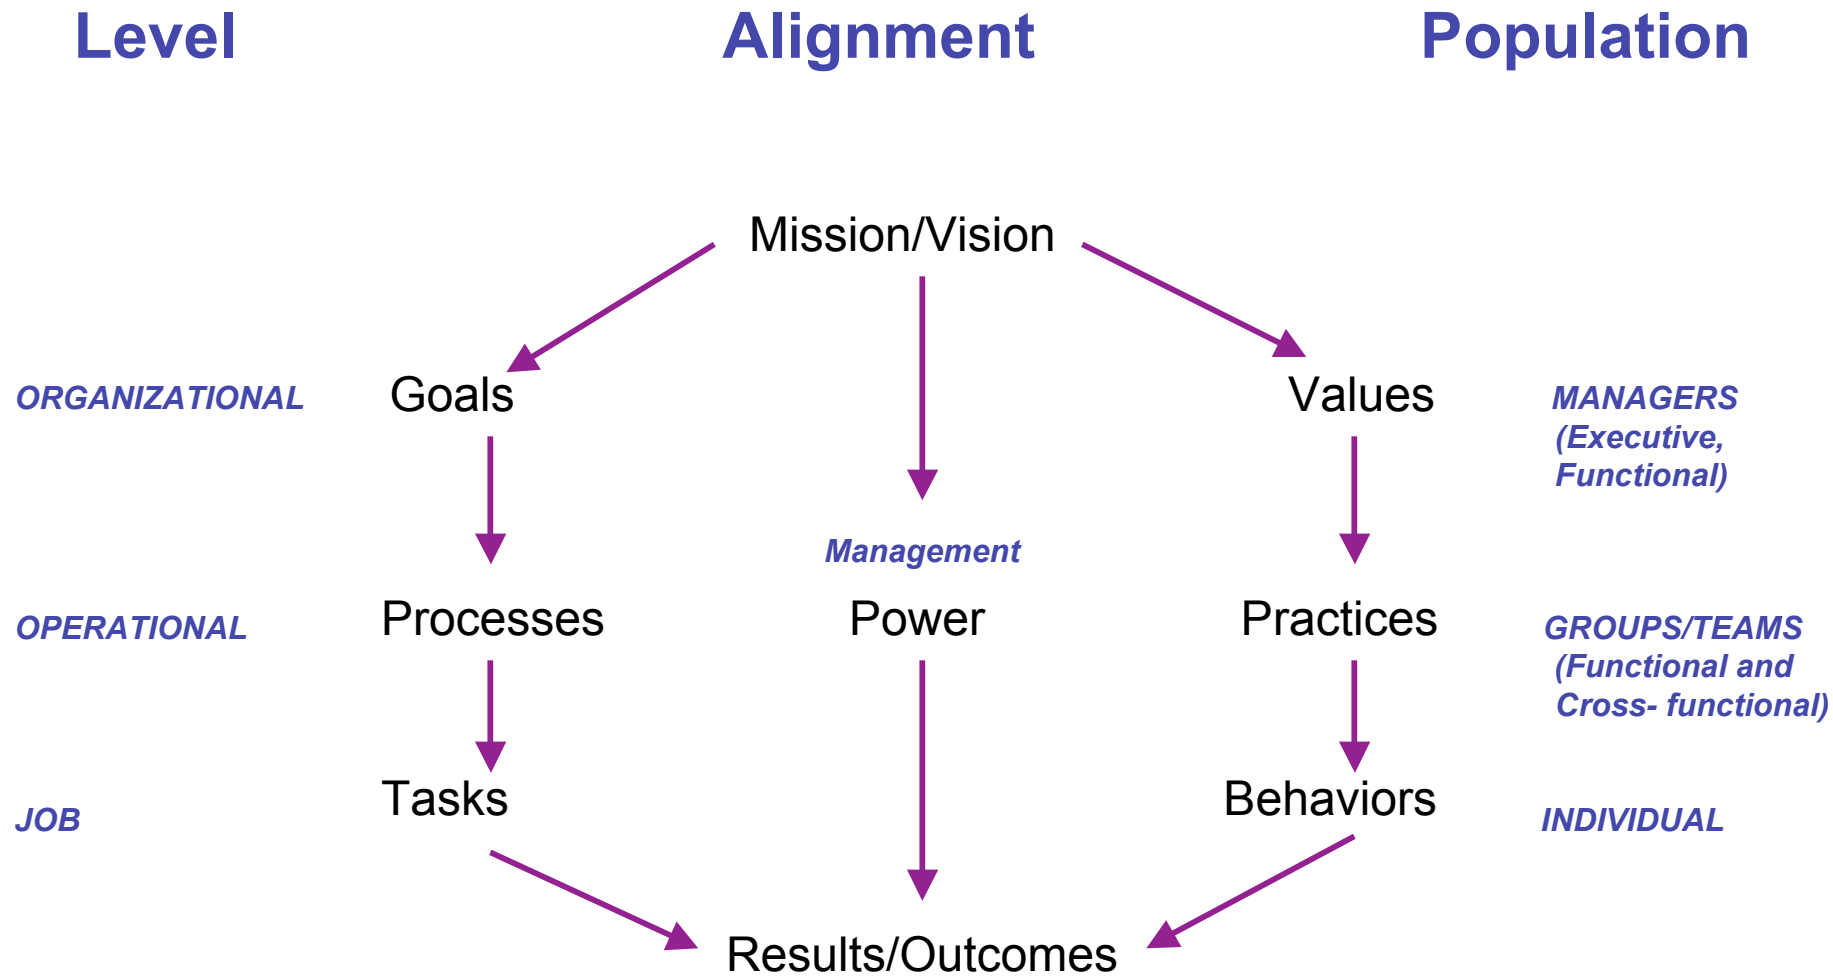 Level Alignment Population
Mission/Vision
ORGANIZATIONAL Goals Values MANAGERS
(Executive,
Functional)
Management
OPERATIONAL Processes Power Practices GROUPS/TEAMS
(Functional and
Cross- functional)
JOB Tasks Behaviors INDIVIDUAL
Results/Outcomes